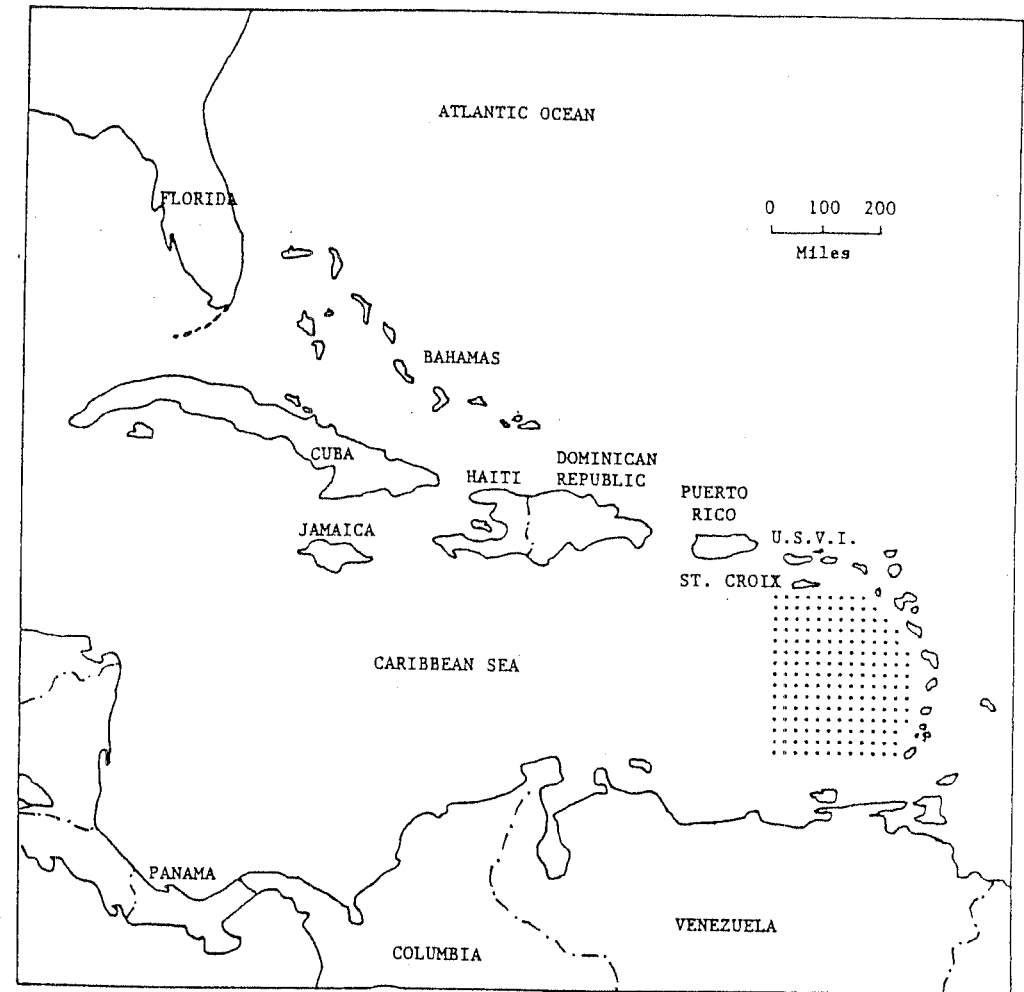 ATLANTIC OCEAN
FLORIDA
0 100 200
Miles
BAHAMAS
CUBA
DOMINICAN
HAITI REPUBLIC
PUERTO
RICO
JAMAICA
U.S.V.I.
ST. CROIX
CARIBBEAN SEA
PANAMA
VENEZUELA
COLUMBIA